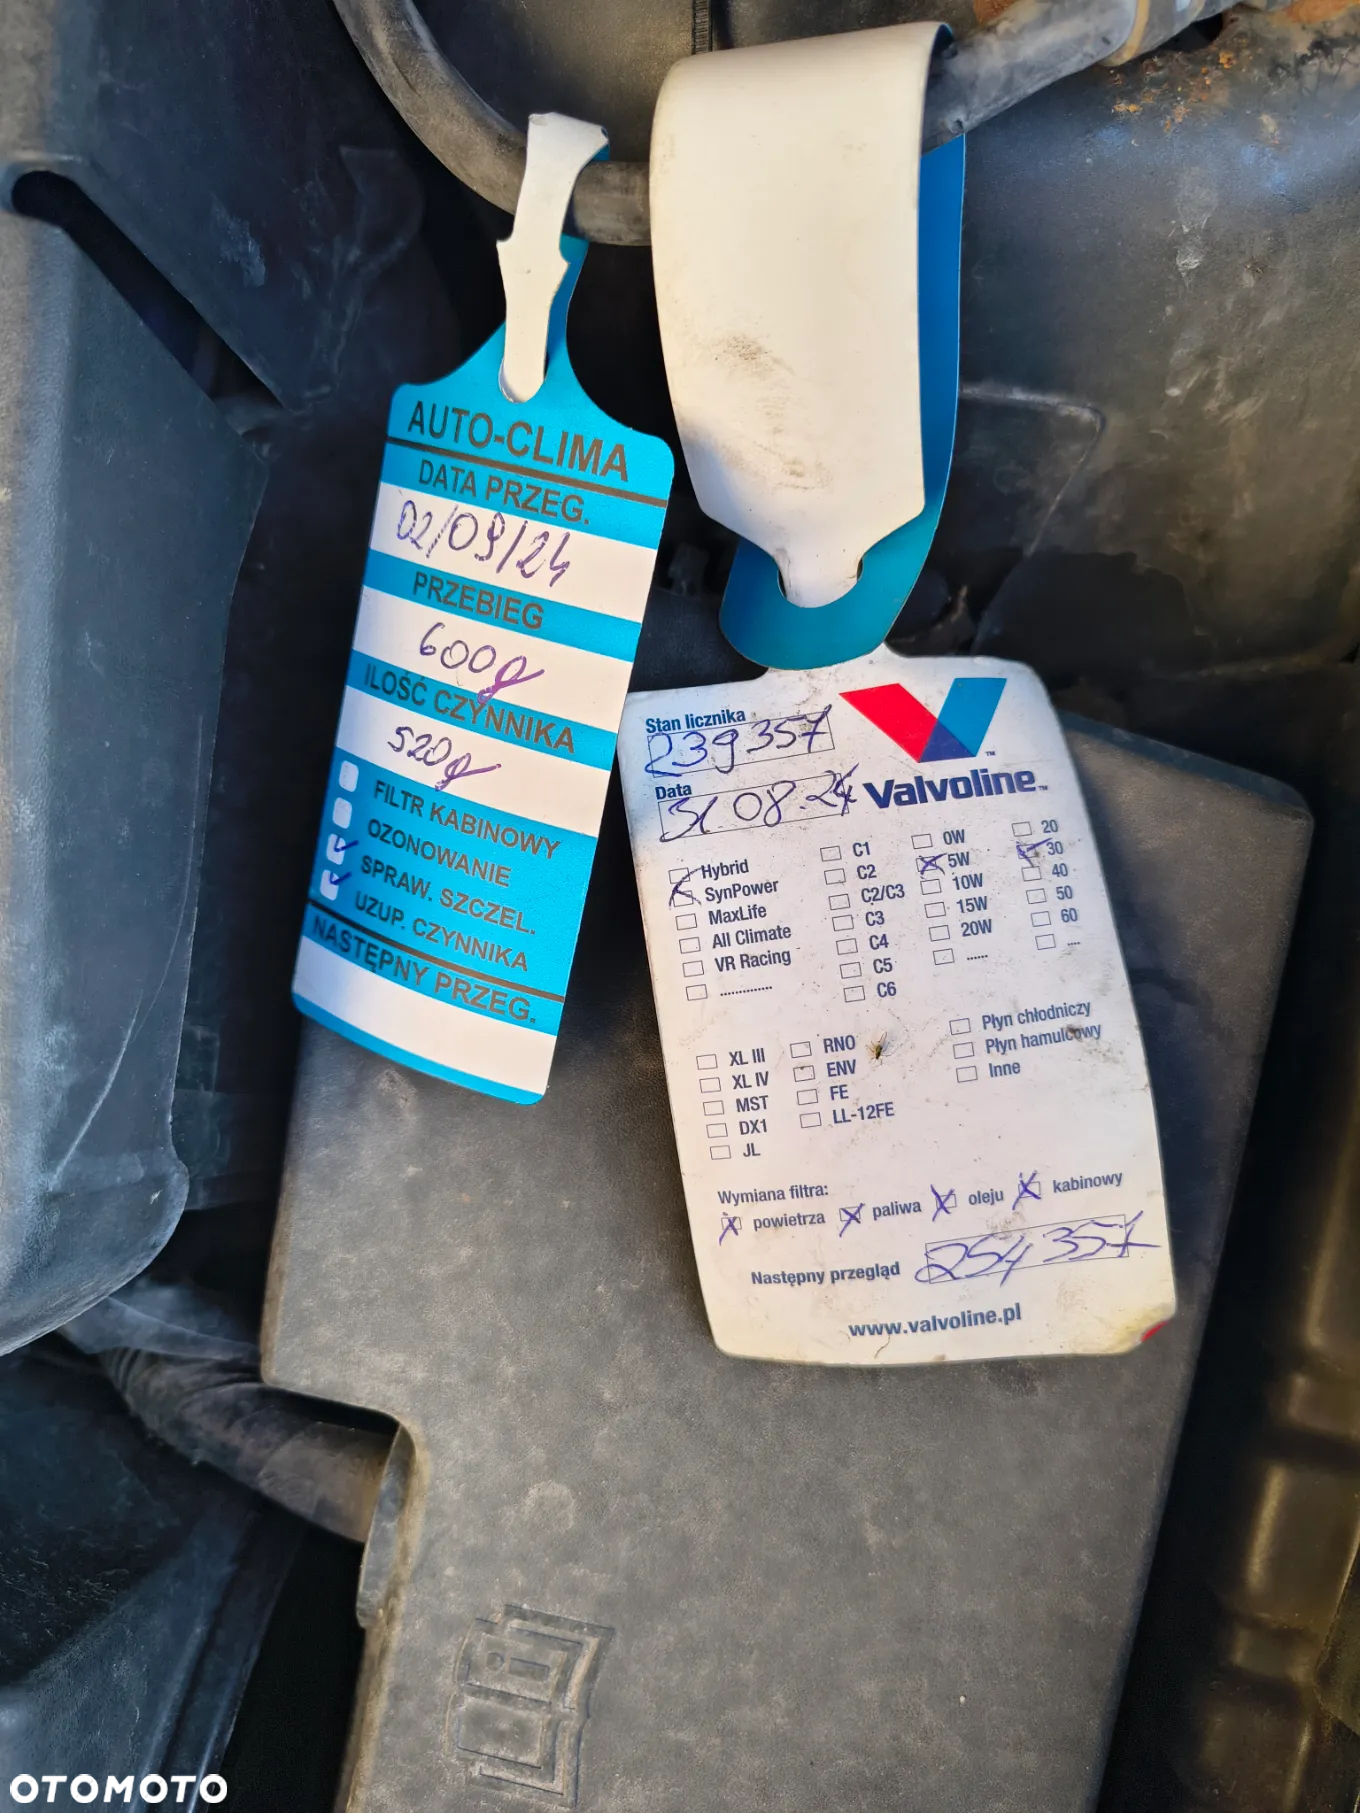 AUTO-CLIMA
DATA PRZEG.
02/09/24
PRZEBIEG
600g
ILOŚĆ CZYNNIKA
520g
FILTR KABINOWY
OZONOWANIE
SPRAW. SZCZEL.
UZUP. CZYNNIKA
NASTĘPNY PRZEG.
Stan licznika
239357
Data
31.08.24
Valvoline™
Hybrid
SynPower
MaxLife
All Climate
VR Racing
...............
C1
C2
C2/C3
C3
C4
C5
C6
0W
5W
10W
15W
20W
......
20
30
40
50
60
....
XL III
XL IV
MST
DX1
JL
RNO
ENV
FE
LL-12FE
Płyn chłodniczy
Płyn hamulcowy
Inne
Wymiana filtra:
powietrza paliwa oleju kabinowy
Następny przegląd 254357
www.valvoline.pl
OTOMOTO